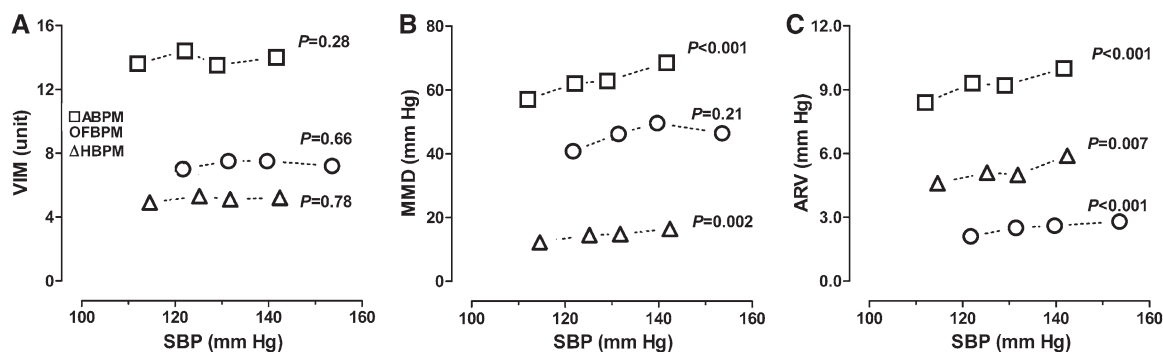 A
VIM (unit)
16
12
8
4
0
□ABPM
OFBPM
△HBPM
P=0.28
P=0.66
P=0.78
100 120 140 160
SBP (mm Hg)
B
MMD (mm Hg)
80
60
40
20
0
P<0.001
P=0.21
P=0.002
100 120 140 160
SBP (mm Hg)
C
ARV (mm Hg)
12.0
9.0
6.0
3.0
0.0
P<0.001
P=0.007
P<0.001
100 120 140 160
SBP (mm Hg)